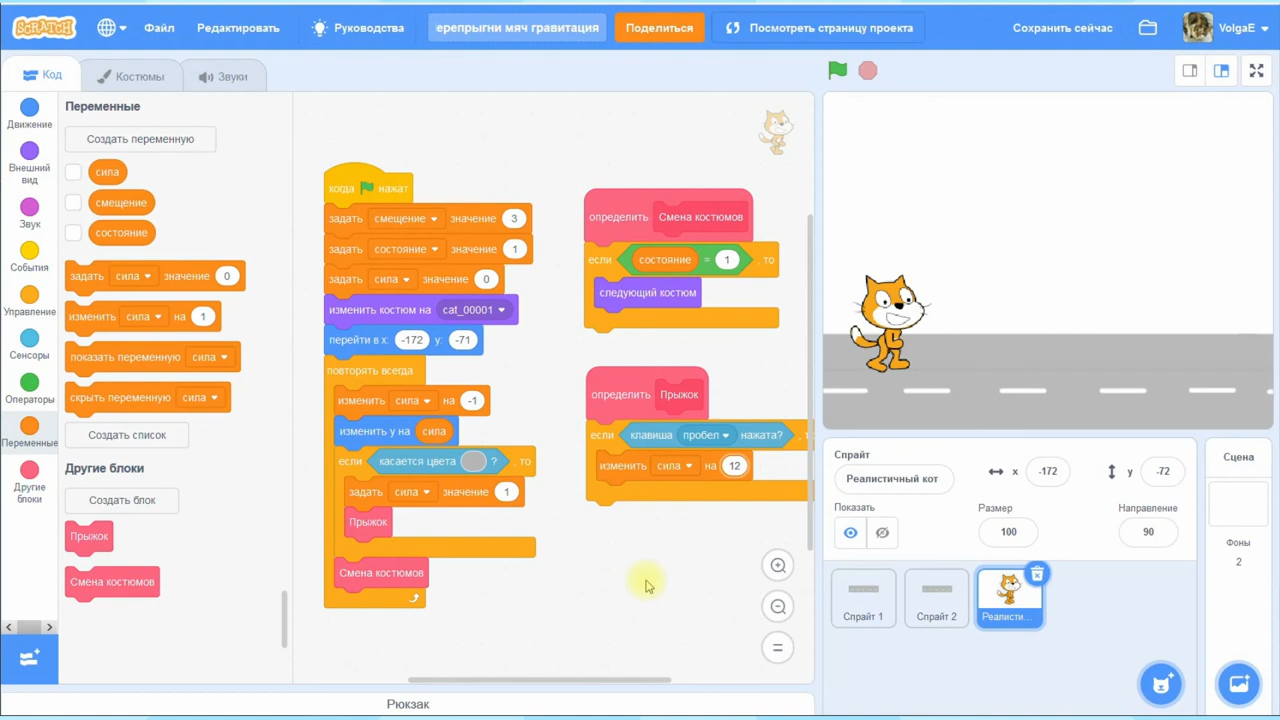 SCRATCH
Файл
Редактировать
Руководства
ерепрыгни мяч гравитация
Поделиться
Посмотреть страницу проекта
Сохранить сейчас
VolgaE
Код
Костюмы
Звуки
Движение
Внешний вид
Звук
События
Управление
Сенсоры
Операторы
Переменные
Другие блоки
Переменные
Создать переменную
сила
смещение
состояние
задать сила значение 0
изменить сила на 1
показать переменную сила
скрыть переменную сила
Создать список
Другие блоки
Создать блок
Прыжок
Смена костюмов
когда нажат
задать смещение значение 3
задать состояние значение 1
задать сила значение 0
изменить костюм на cat_00001
перейти в x: -172 y: -71
повторять всегда
изменить сила на -1
изменить y на сила
если касается цвета ? , то
задать сила значение 1
Прыжок
Смена костюмов
определить Смена костюмов
если состояние = 1 , то
следующий костюм
определить Прыжок
если клавиша пробел нажата? , т
изменить сила на 12
Рюкзак
Спрайт
Реалистичный кот
x -172
y -72
Показать
Размер
100
Направление
90
Спрайт 1
Спрайт 2
Реалисти...
Сцена
Фоны
2